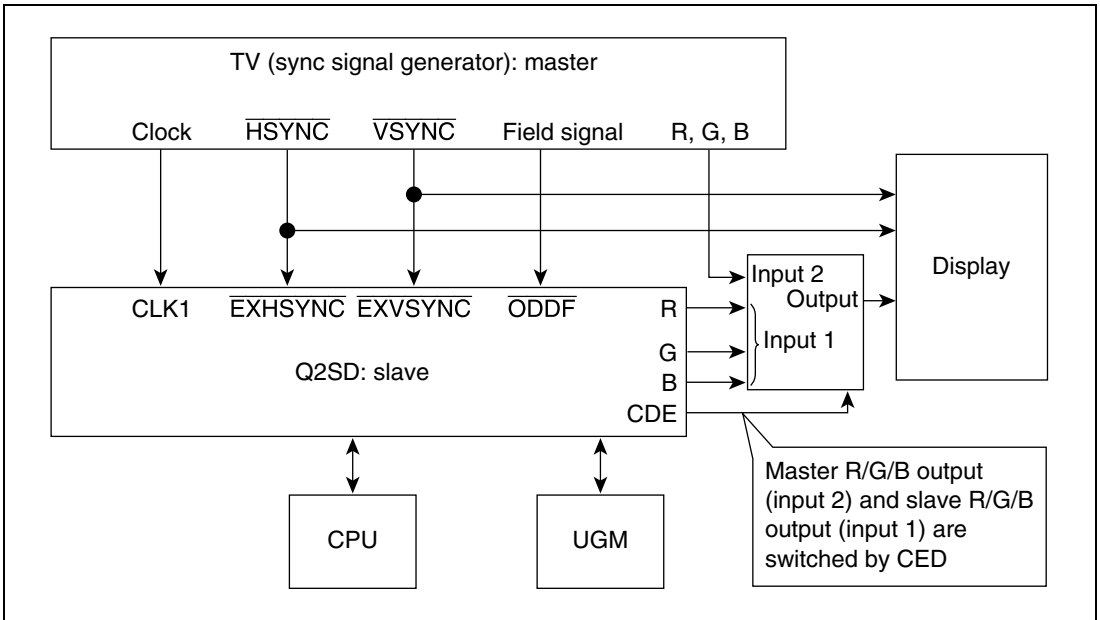 TV (sync signal generator): master
Clock HSYNC VSYNC Field signal R, G, B
Display
Input 2
Output
Input 1
CLK1 EXHSYNC EXVSYNC ODDF R
G
B
CDE
Q2SD: slave
Master R/G/B output
(input 2) and slave R/G/B
output (input 1) are
switched by CED
CPU
UGM